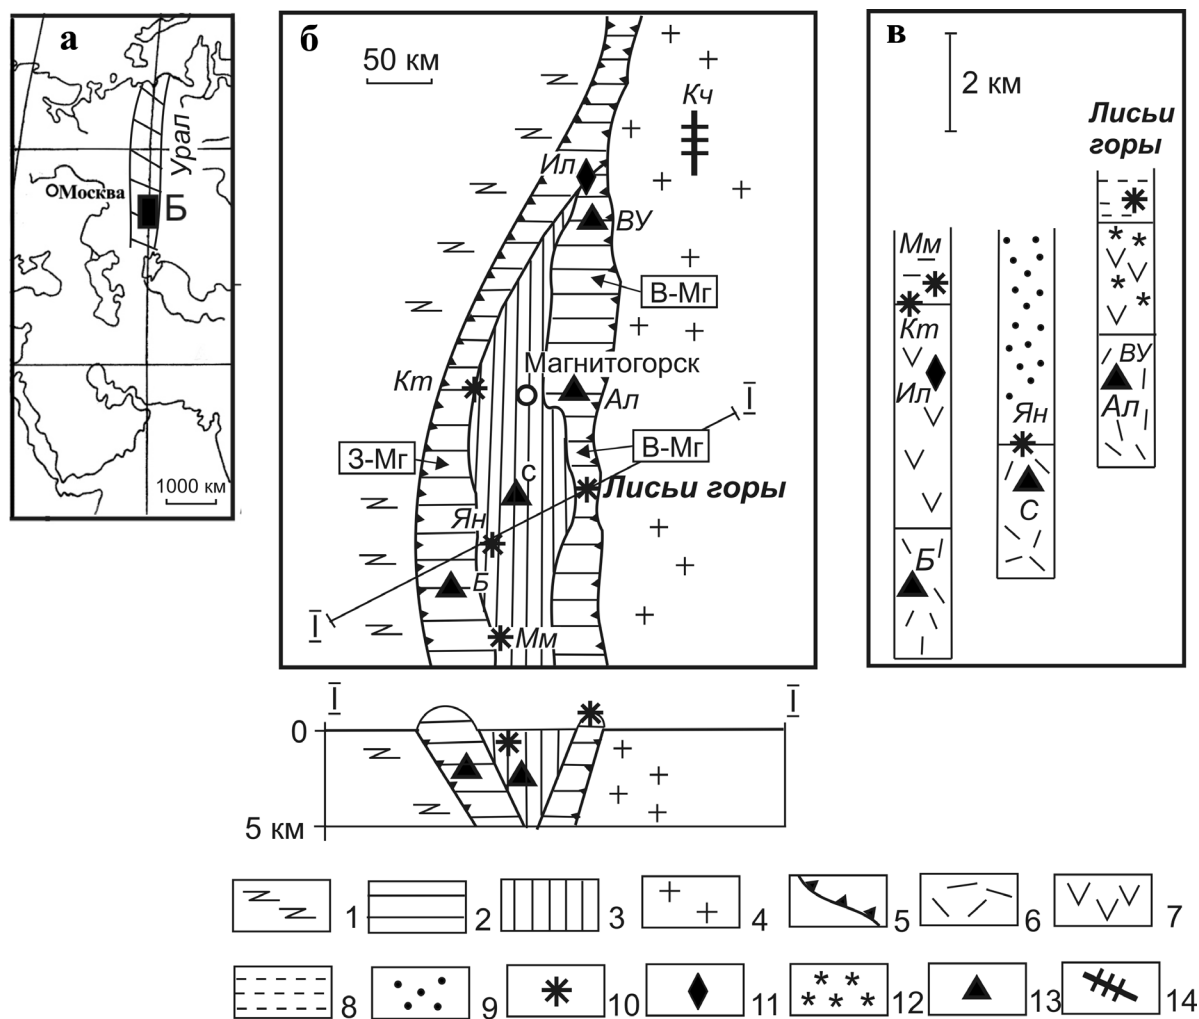 а
Урал
Москва
Б
1000 км
б
50 км
Кч
Ил
ВУ
В-Мг
Магнитогорск
Кт
Ал
I
З-Мг
В-Мг
С
Лисьи горы
Ян
Б
I
Мм
в
2 км
Лисьи
горы
Мм
Кт
Ил
Б
Ян
С
ВУ
Ал
I
I
0
5 км
1
2
3
4
5
6
7
8
9
10
11
12
13
14